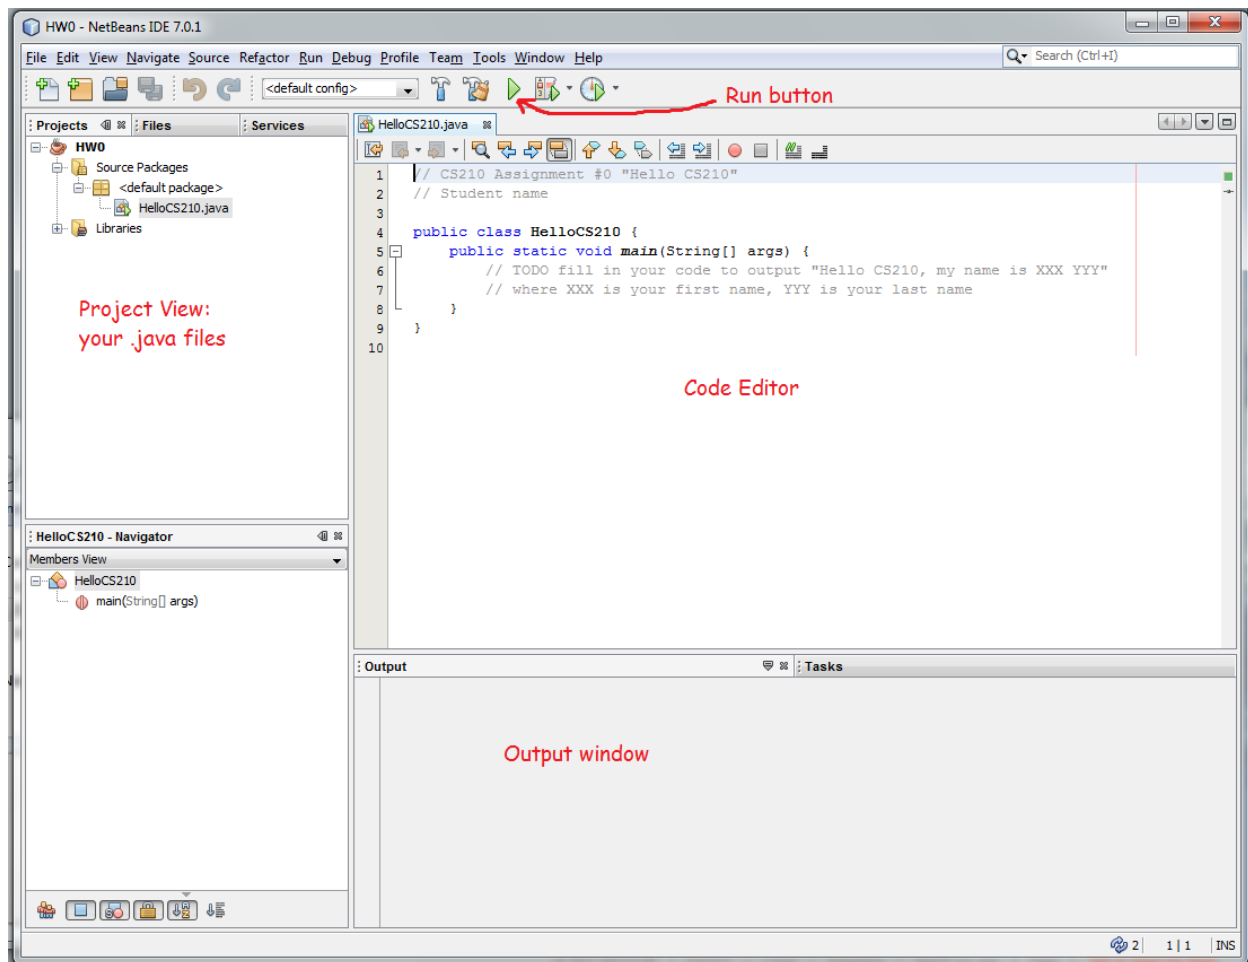 HW0 - NetBeans IDE 7.0.1
File Edit View Navigate Source Refactor Run Debug Profile Team Tools Window Help
Search (Ctrl+I)
<default config>
Run button
Projects
Files
Services
HelloCS210.java
HW0
Source Packages
<default package>
HelloCS210.java
Libraries
Project View:
your .java files
1 // CS210 Assignment #0 "Hello CS210"
2 // Student name
3
4 public class HelloCS210 {
5 public static void main(String[] args) {
6 // TODO fill in your code to output "Hello CS210, my name is XXX YYY"
7 // where XXX is your first name, YYY is your last name
8 }
9 }
10
Code Editor
HelloCS210 - Navigator
Members View
HelloCS210
main(String[] args)
Output
Tasks
Output window
2
1 | 1
INS